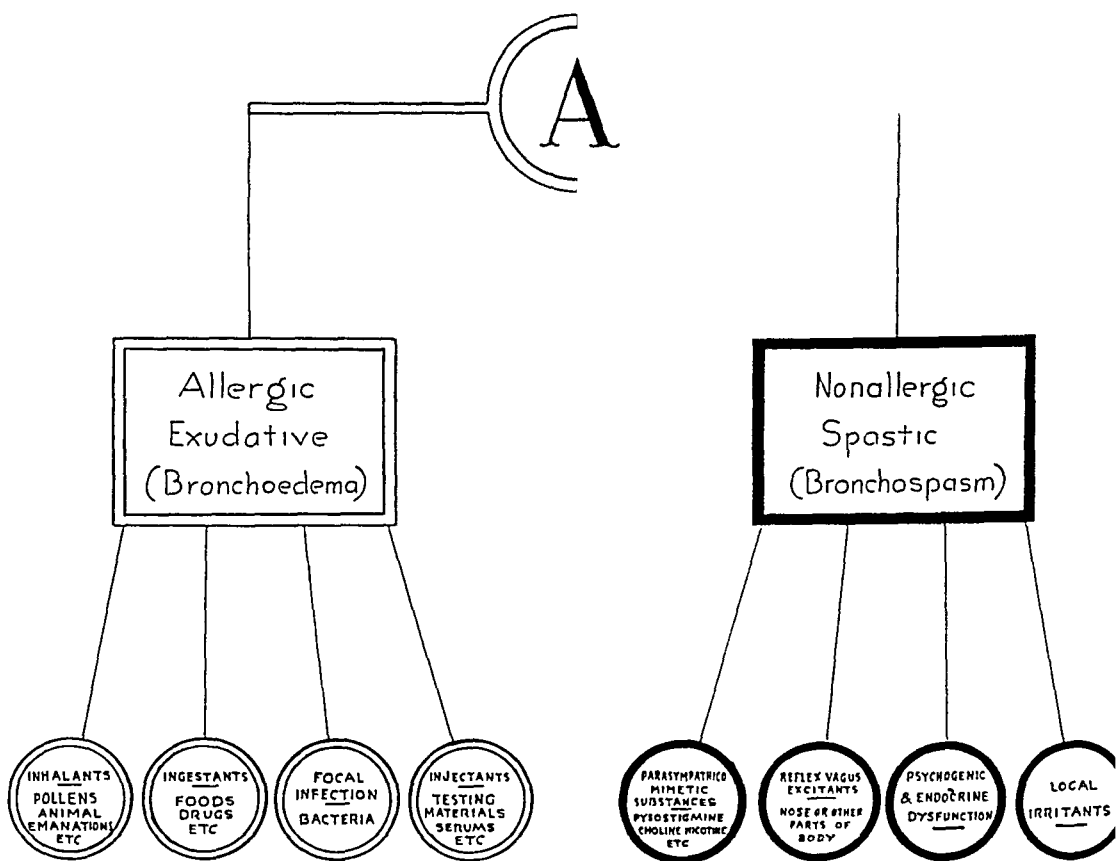 A
Allergic
Exudative
(Bronchoedema)
Nonallergic
Spastic
(Bronchospasm)
INHALANTS
POLLENS
ANIMAL
EMANATIONS
ETC
INGESTANTS
FOODS
DRUGS
ETC
FOCAL
INFECTION
BACTERIA
INJECTANTS
TESTING
MATERIALS
SERUMS
ETC
PARASYMPATHICO
MIMETIC
SUBSTANCES
PYSOSTIGMINE
CHOLINE NICOTINE
ETC
REFLEX VAGUS
EXCITANTS
NOSE OR OTHER
PARTS OF
BODY
PSYCHOGENIC
& ENDOCRINE
DYSFUNCTION
LOCAL
IRRITANTS